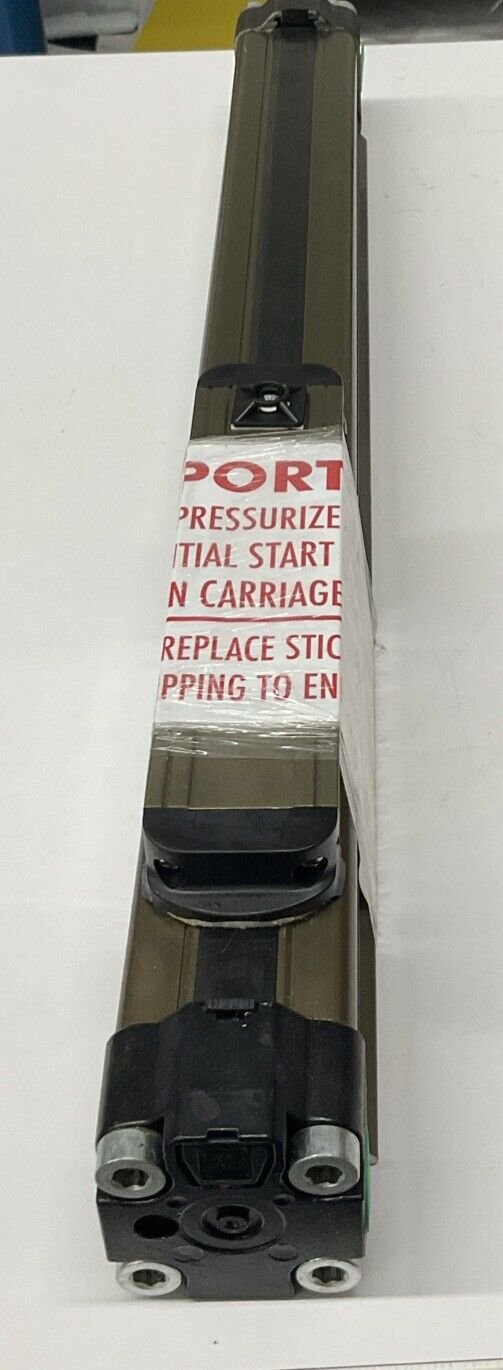 PORT
PRESSURIZE
ITIAL START
N CARRIAGE
REPLACE STIC
PPING TO EN